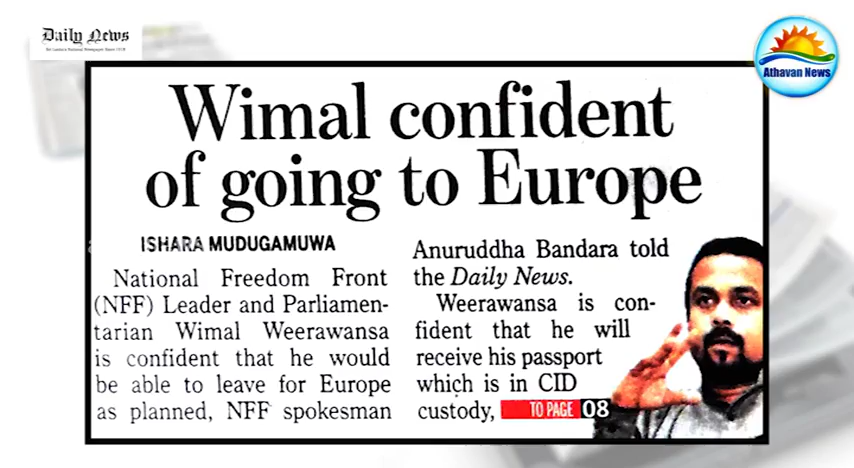 Daily News
Athavan News
Wimal confident
of going to Europe
ISHARA MUDUGAMUWA
National Freedom Front
(NFF) Leader and Parliamen-
tarian Wimal Weerawansa
is confident that he would
be able to leave for Europe
as planned, NFF spokesman
Anuruddha Bandara told
the Daily News.
Weerawansa is con-
fident that he will
receive his passport
which is in CID
custody, TO PAGE 08